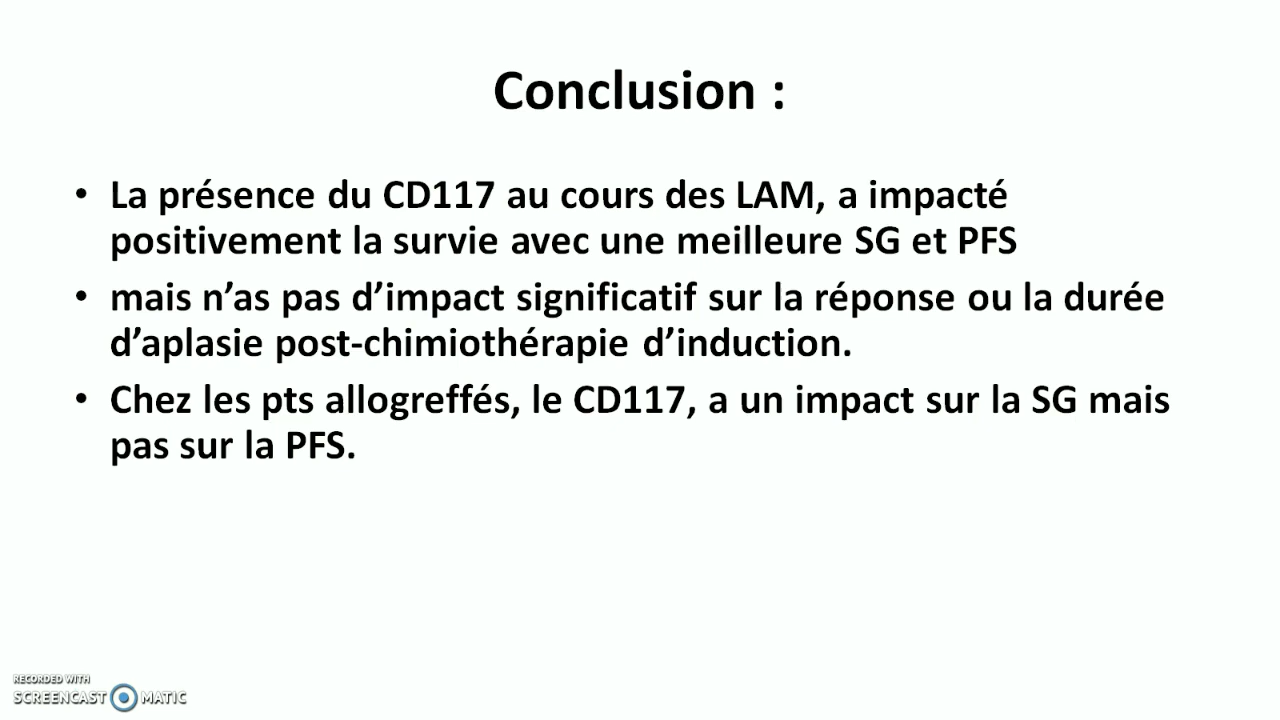 Conclusion :
• La présence du CD117 au cours des LAM, a impacté
positivement la survie avec une meilleure SG et PFS
• mais n’as pas d’impact significatif sur la réponse ou la durée
d’aplasie post-chimiothérapie d’induction.
• Chez les pts allogreffés, le CD117, a un impact sur la SG mais
pas sur la PFS.
RECORDED WITH
SCREENCAST MATIC